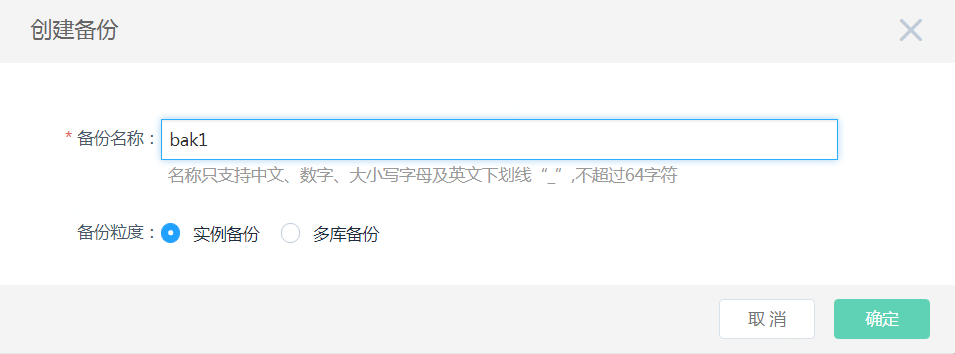 创建备份
* 备份名称： bak1
名称只支持中文、数字、大小写字母及英文下划线“_”,不超过64字符
备份粒度： 实例备份 多库备份
取 消 确定